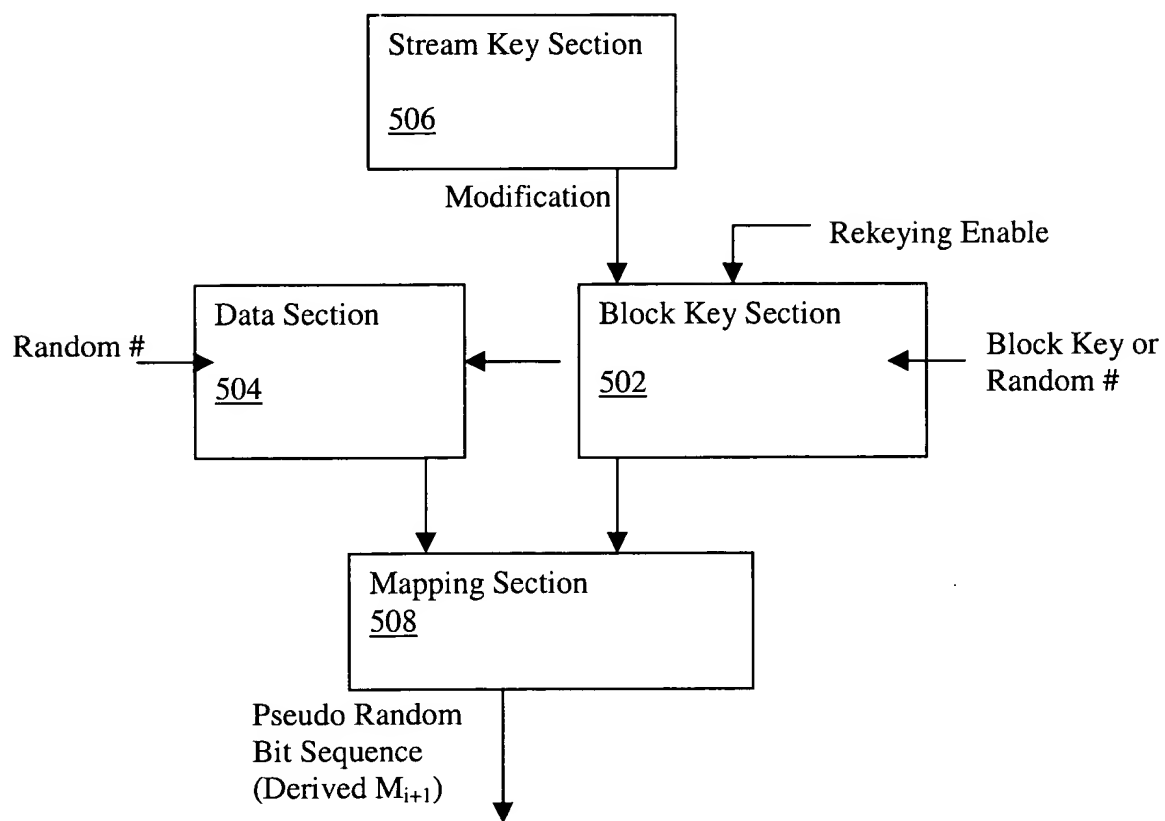 Stream Key Section
506
Modification
Rekeying Enable
Data Section
504
Block Key Section
502
Random #
Block Key or
Random #
Mapping Section
508
Pseudo Random
Bit Sequence
(Derived Mᵢ₊₁)